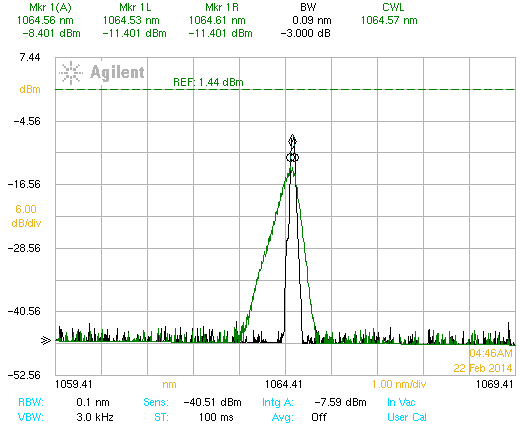 Mkr 1(A) Mkr 1L Mkr 1R BW CWL
1064.56 nm 1064.53 nm 1064.61 nm 0.09 nm 1064.57 nm
-8.401 dBm -11.401 dBm -11.401 dBm -3.000 dB
7.44
Agilent
REF: 1.44 dBm
dBm
-4.56
-16.56
6.00
dB/div
-28.56
-40.56
04:46AM
22 Feb 2014
-52.56
1059.41 nm 1064.41 1.00 nm/div 1069.41
RBW: 0.1 nm Sens: -40.51 dBm Intg A: -7.59 dBm In Vac
VBW: 3.0 kHz ST: 100 ms Avg: Off User Cal